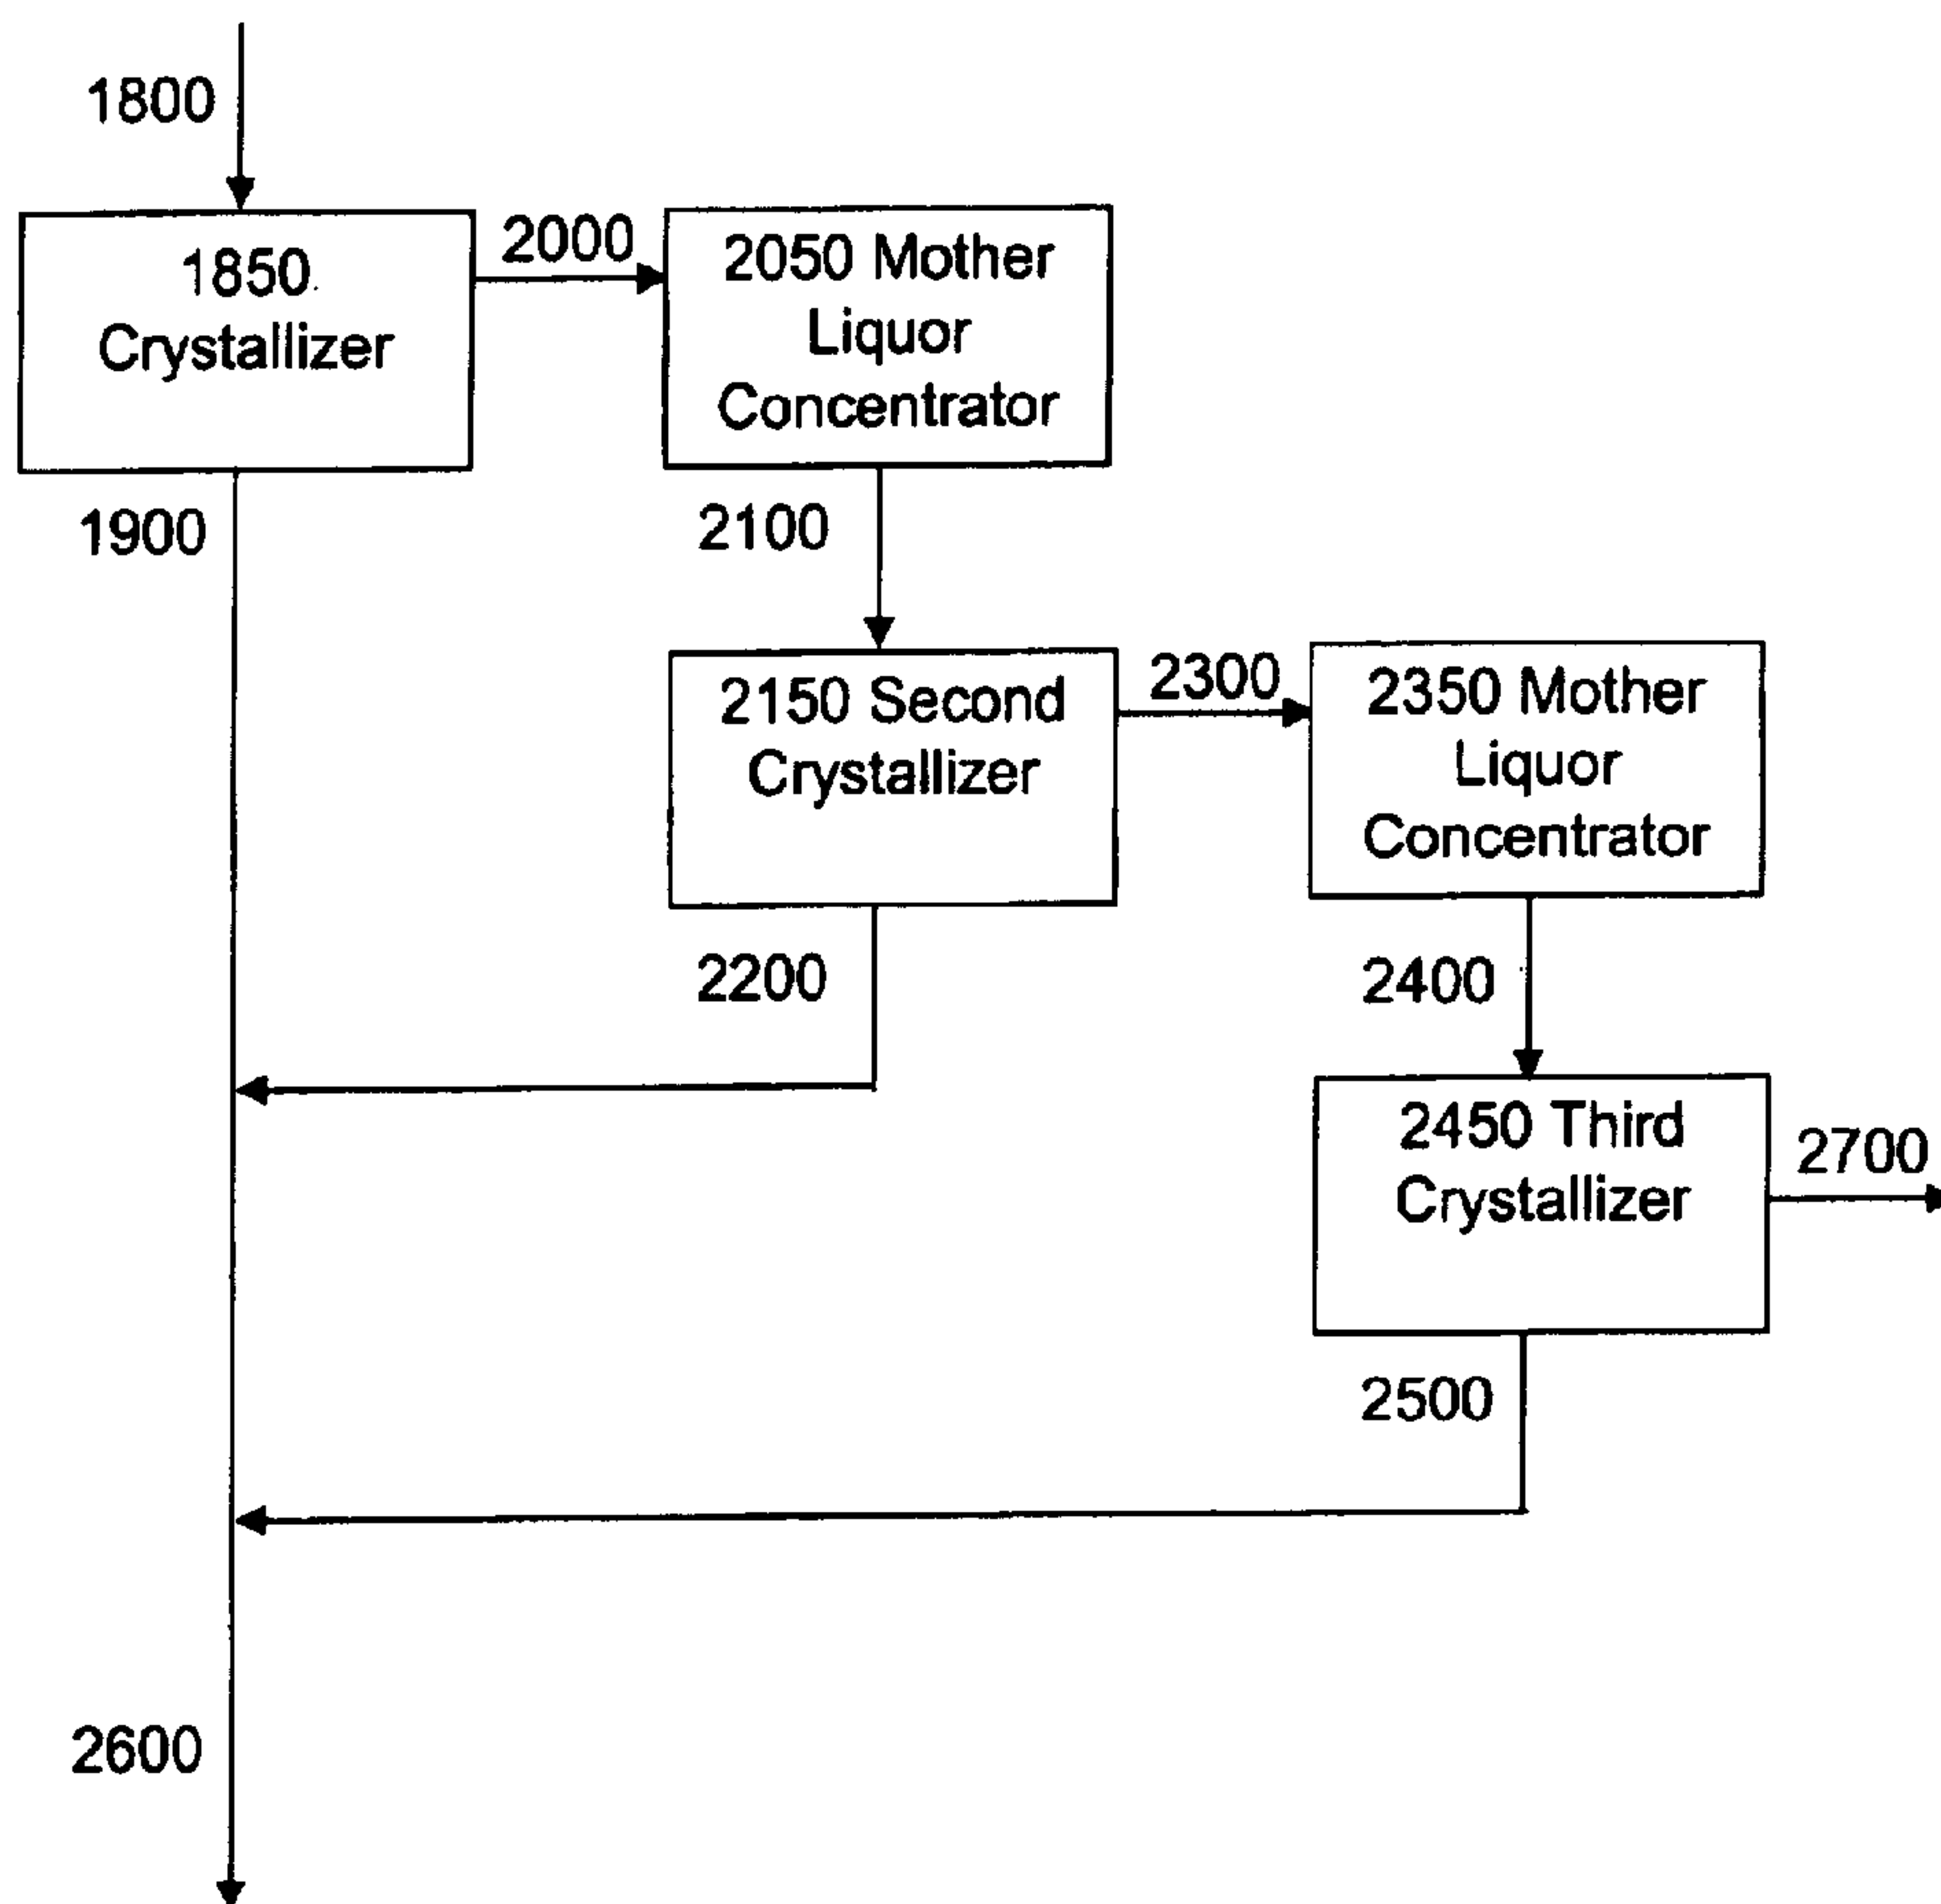 1800
1850.
Crystallizer
2000
2050 Mother
Liquor
Concentrator
1900
2100
2150 Second
Crystallizer
2300
2350 Mother
Liquor
Concentrator
2200
2400
2450 Third
Crystallizer
2700
2500
2600